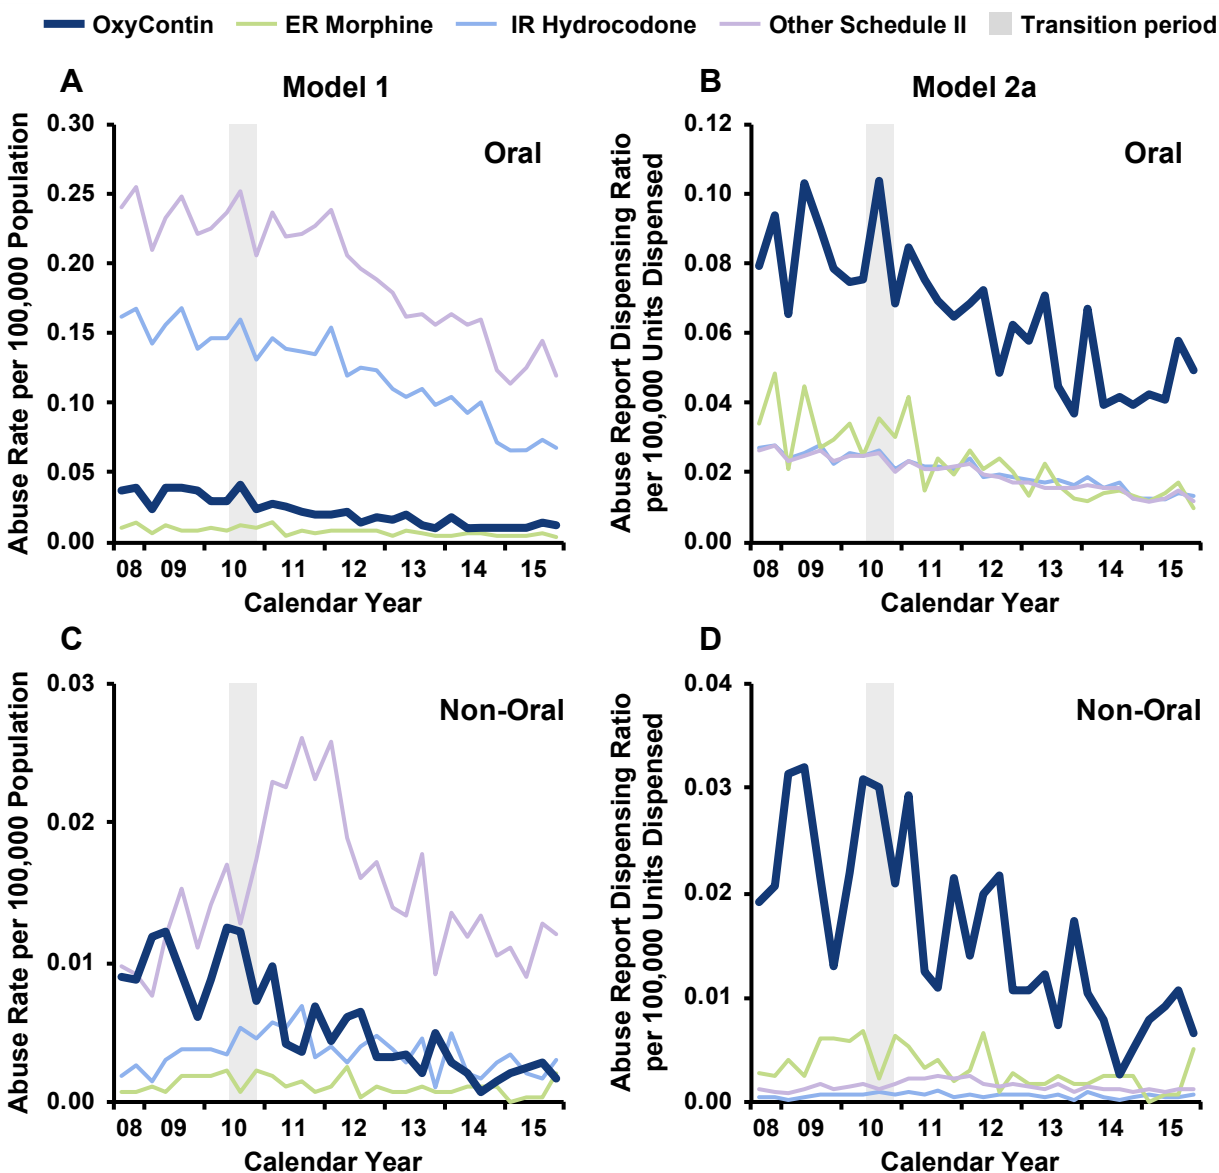 OxyContin ER Morphine IR Hydrocodone Other Schedule II Transition period
A Model 1
Abuse Rate per 100,000 Population
0.30
0.25
0.20
0.15
0.10
0.05
0.00
Oral
08 09 10 11 12 13 14 15
Calendar Year
B Model 2a
Abuse Report Dispensing Ratio
per 100,000 Units Dispensed
0.12
0.10
0.08
0.06
0.04
0.02
0.00
Oral
08 09 10 11 12 13 14 15
Calendar Year
C
Abuse Rate per 100,000 Population
0.03
0.02
0.01
0.00
Non-Oral
08 09 10 11 12 13 14 15
Calendar Year
D
Abuse Report Dispensing Ratio
per 100,000 Units Dispensed
0.04
0.03
0.02
0.01
0.00
Non-Oral
08 09 10 11 12 13 14 15
Calendar Year